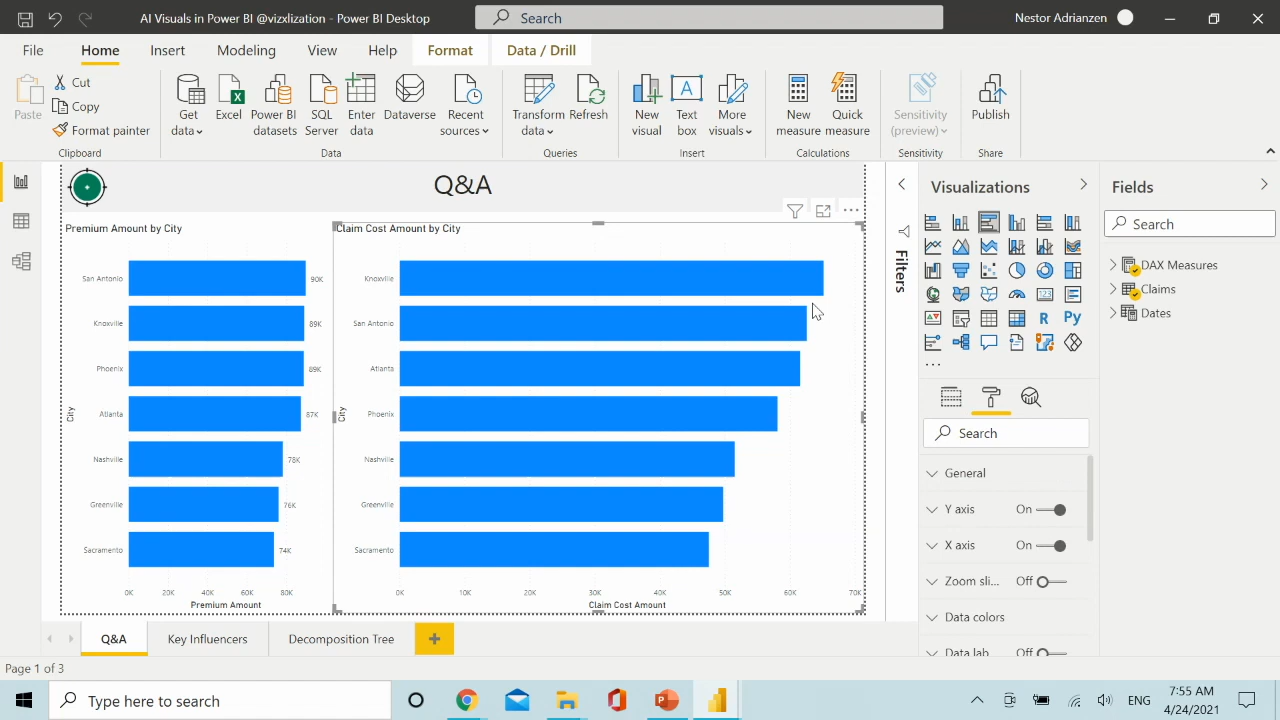 AI Visuals in Power BI @vizxlization - Power BI Desktop
Search
Nestor Adrianzen
File
Home
Insert
Modeling
View
Help
Format
Data / Drill
Paste
Cut
Copy
Format painter
Clipboard
Get data
Excel
Power BI datasets
SQL Server
Enter data
Dataverse
Recent sources
Data
Transform data
Refresh
Queries
New visual
Text box
More visuals
Insert
New measure
Quick measure
Calculations
Sensitivity (preview)
Sensitivity
Publish
Share
Q&A
Premium Amount by City
City
San Antonio 90K
Knoxville 89K
Phoenix 89K
Atlanta 87K
Nashville 78K
Greenville 76K
Sacramento 74K
0K 20K 40K 60K 80K
Premium Amount
Claim Cost Amount by City
City
Knoxville
San Antonio
Atlanta
Phoenix
Nashville
Greenville
Sacramento
0K 10K 20K 30K 40K 50K 60K 70K
Claim Cost Amount
Filters
Visualizations
R
Py
123
Search
General
Y axis On
X axis On
Zoom sli... Off
Data colors
Data lab Off
Fields
Search
DAX Measures
Claims
Dates
Q&A
Key Influencers
Decomposition Tree
Page 1 of 3
Type here to search
ENG
7:55 AM
4/24/2021